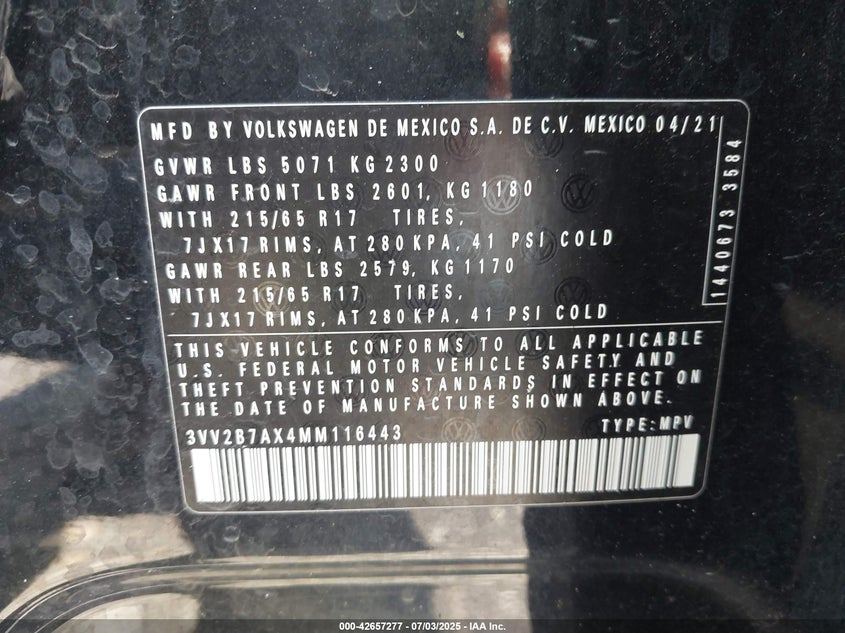 MFD BY VOLKSWAGEN DE MEXICO S.A. DE C.V. MEXICO 04/21
GVWR LBS 5071 KG 2300
GAWR FRONT LBS 2601, KG 1180
WITH 215/65 R17 TIRES,
7JX17 RIMS, AT 280 KPA, 41 PSI COLD
GAWR REAR LBS 2579, KG 1170
WITH 215/65 R17 TIRES,
7JX17 RIMS, AT 280 KPA, 41 PSI COLD
1440673 3584
THIS VEHICLE CONFORMS TO ALL APPLICABLE
U.S. FEDERAL MOTOR VEHICLE SAFETY AND
THEFT PREVENTION STANDARDS IN EFFECT ON
THE DATE OF MANUFACTURE SHOWN ABOVE.
3VV2B7AX4MM116443 TYPE: MPV
000-42657277 - 07/03/2025 - IAA Inc.